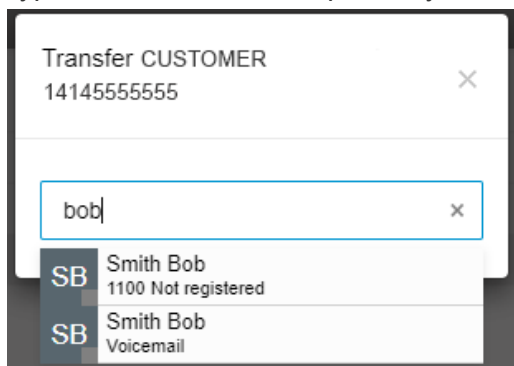 Transfer CUSTOMER
14145555555
×
bob
×
SB
Smith Bob
1100 Not registered
SB
Smith Bob
Voicemail